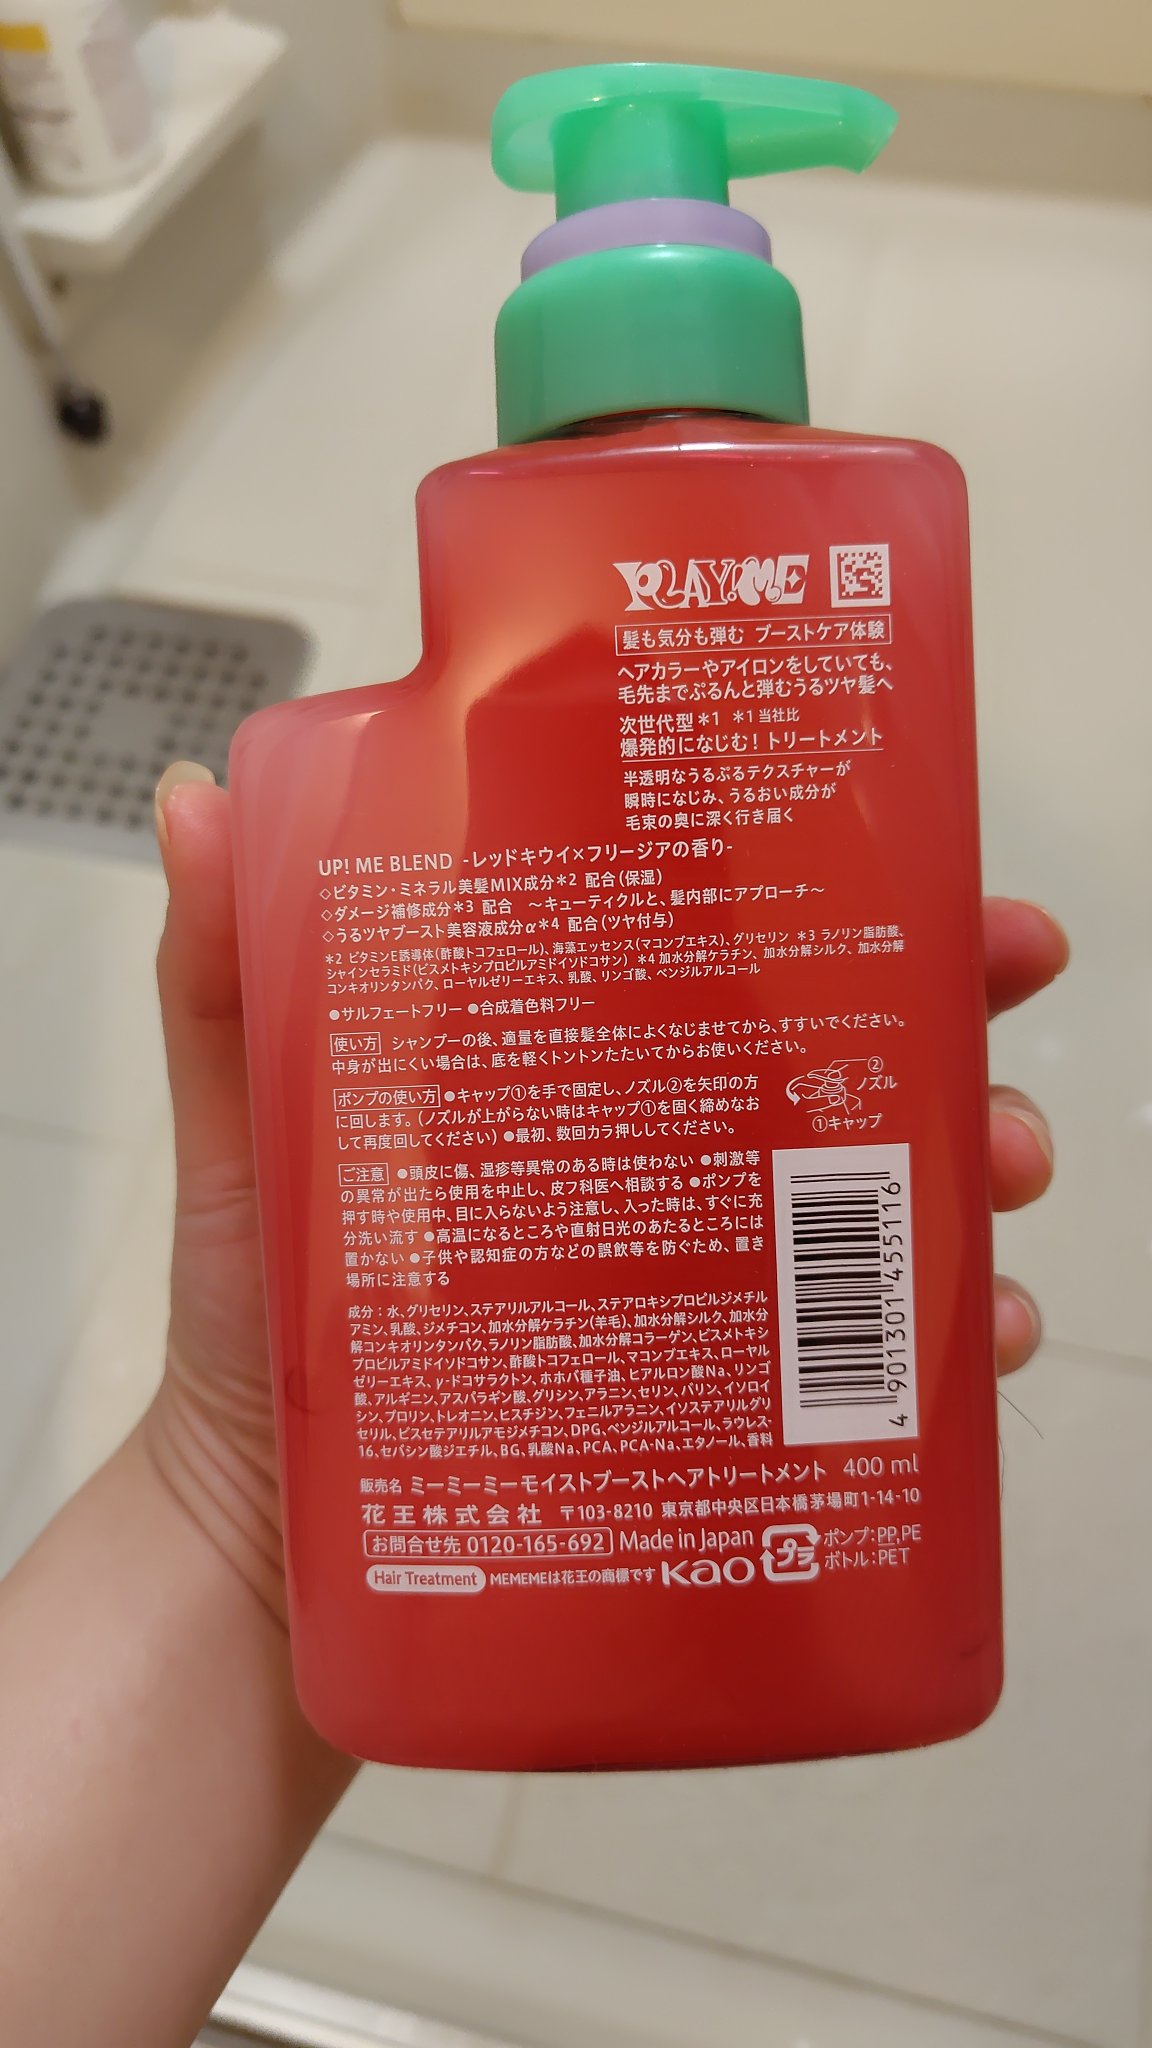 PLAY! ME
髪も気分も弾む ブーストケア体験
ヘアカラーやアイロンをしていても、
毛先までぷるんと弾むうるツヤ髪へ
次世代型*1 *1 当社比
爆発的になじむ! トリートメント
半透明なうるぷるテクスチャーが
瞬時になじみ、うるおい成分が
毛束の奥に深く行き届く
UP! ME BLEND -レッドキウイ×フリージアの香り-
◇ビタミン・ミネラル美髪MIX成分*2 配合(保湿)
◇ダメージ補修成分*3 配合 〜キューティクルと、髪内部にアプローチ〜
◇うるツヤブースト美容液成分α*4 配合(ツヤ付与)
*2 ビタミンE誘導体(酢酸トコフェロール)、海藻エッセンス(マコンブエキス)、グリセリン *3 ラノリン脂肪酸、
シャインセラミド(ビスメトキシプロピルアミドイソドコサン) *4 加水分解ケラチン、加水分解シルク、加水分解
コンキオリンタンパク、ローヤルゼリーエキス、乳酸、リンゴ酸、ベンジルアルコール
●サルフェートフリー ●合成着色料フリー
使い方 シャンプーの後、適量を直接髪全体によくなじませてから、すすいでください。
中身が出にくい場合は、底を軽くトントンたたいてからお使いください。
ポンプの使い方 ●キャップ①を手で固定し、ノズル②を矢印の方
に回します。(ノズルが上がらない時はキャップ①を固く締めなお
して再度回してください) ●最初、数回カラ押ししてください。
②
ノズル
①キャップ
ご注意 ●頭皮に傷、湿疹等異常のある時は使わない ●刺激等
の異常が出たら使用を中止し、皮フ科医へ相談する ●ポンプを
押す時や使用中、目に入らないよう注意し、入った時は、すぐに充
分洗い流す ●高温になるところや直射日光のあたるところには
置かない ●子供や認知症の方などの誤飲等を防ぐため、置き
場所に注意する
成分:水、グリセリン、ステアリルアルコール、ステアロキシプロピルジメチル
アミン、乳酸、ジメチコン、加水分解ケラチン(羊毛)、加水分解シルク、加水分
解コンキオリンタンパク、ラノリン脂肪酸、加水分解コラーゲン、ビスメトキシ
プロピルアミドイソドコサン、酢酸トコフェロール、マコンブエキス、ローヤル
ゼリーエキス、γ-ドコサラクトン、ホホバ種子油、ヒアルロン酸Na、リンゴ
酸、アルギニン、アスパラギン酸、グリシン、アラニン、セリン、バリン、イソロイ
シン、プロリン、トレオニン、ヒスチジン、フェニルアラニン、イソステアリルグリ
セリル、ビスセテアリルアモジメチコン、DPG、ベンジルアルコール、ラウレス-
16、セバシン酸ジエチル、BG、乳酸Na、PCA、PCA-Na、エタノール、香料
4 901301 455116
販売名 ミーミーミーモイストブーストヘアトリートメント 400 ml
花王株式会社 〒103-8210 東京都中央区日本橋茅場町1-14-10
お問合せ先 0120-165-692 Made in Japan
プラ
ポンプ:PP,PE
ボトル:PET
Hair Treatment MEMEMEは花王の商標です Kao